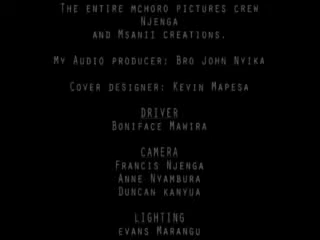 The entire mchoro pictures crew
Njenga
and Msanii creations.
My Audio producer: Bro John Nyika
Cover designer: Kevin Mapesa
DRIVER
Boniface Mawira
CAMERA
Francis Njenga
Anne Nyambura
Duncan kanyua
LIGHTING
evans Marangu